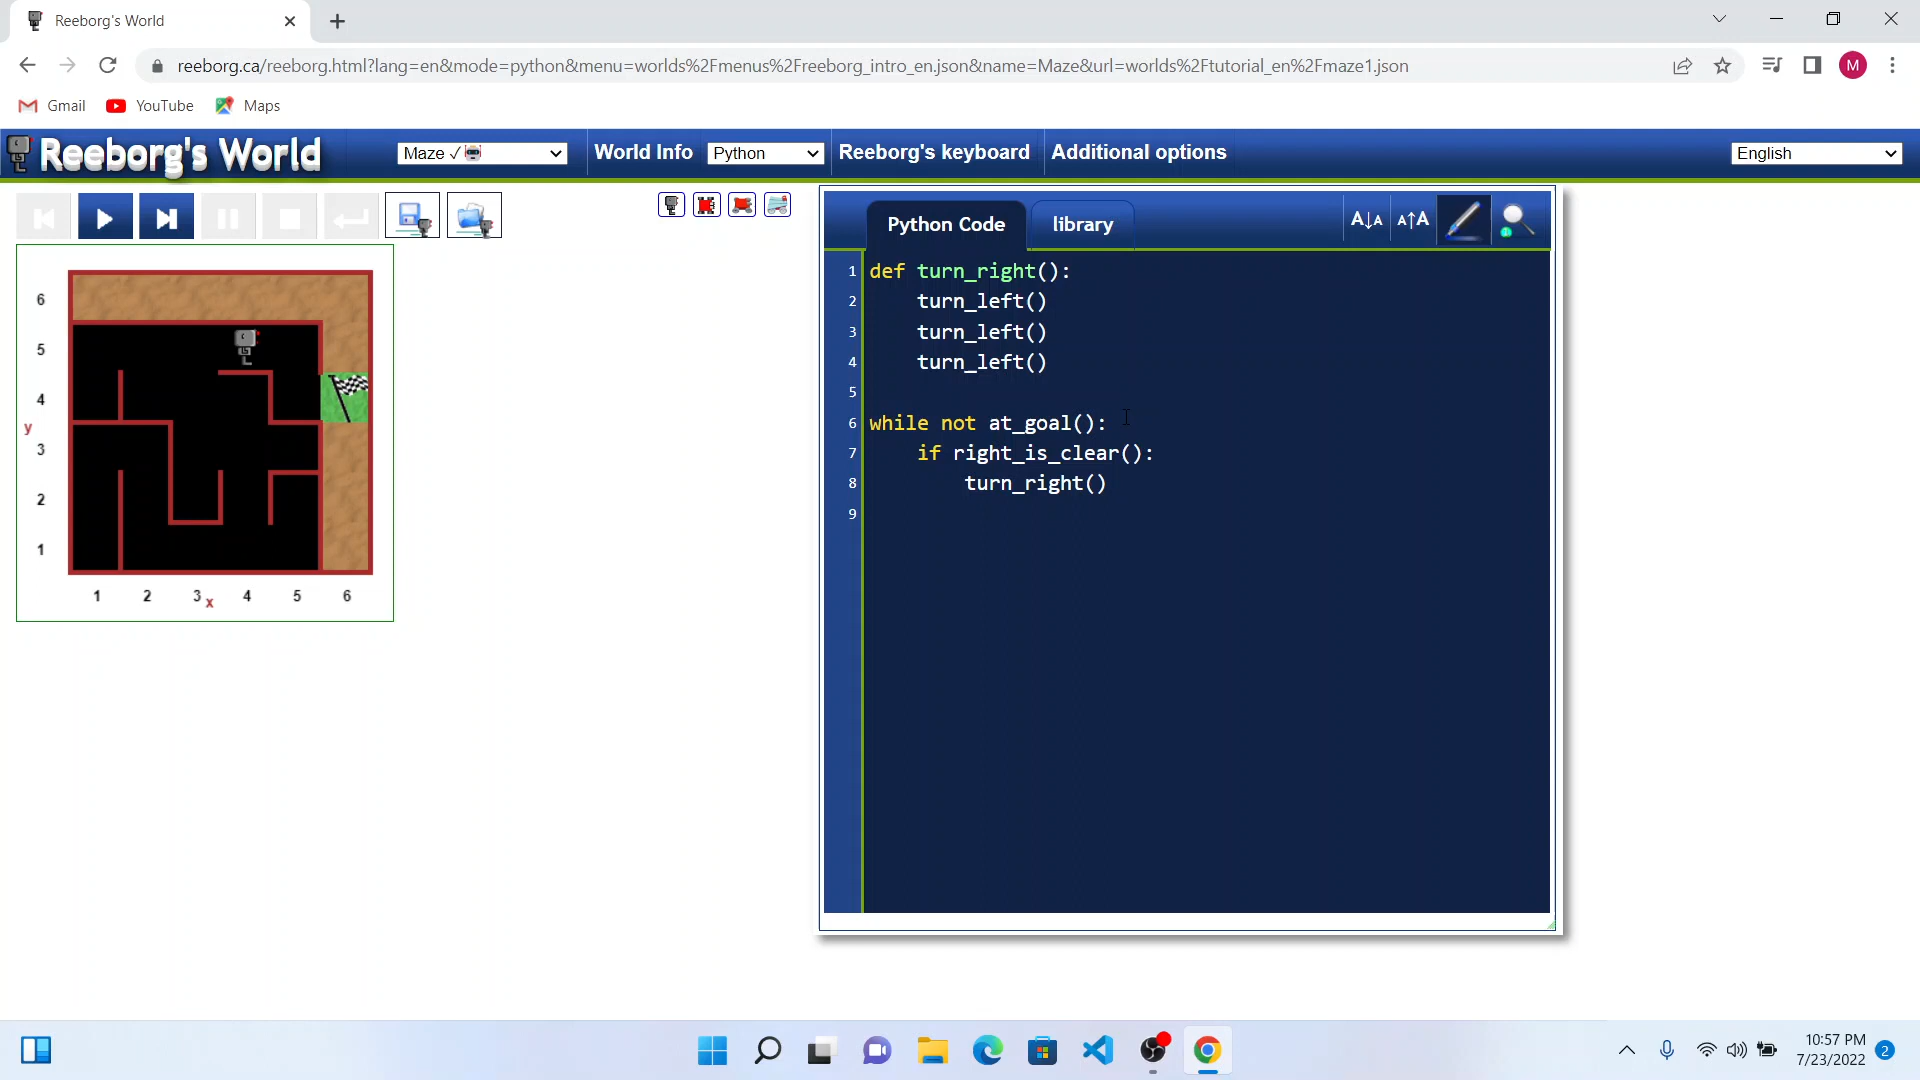 Reeborg's World
reeborg.ca/reeborg.html?lang=en&mode=python&menu=worlds%2Fmenus%2Freeborg_intro_en.json&name=Maze&url=worlds%2Ftutorial_en%2Fmaze1.json
M
Gmail YouTube Maps
Reeborg's World Maze ✓ World Info Python Reeborg's keyboard Additional options English
Python Code library A↓A A↑A
1 def turn_right():
2 turn_left()
3 turn_left()
4 turn_left()
5
6 while not at_goal():
7 if right_is_clear():
8 turn_right()
9
6
5
4
y
3
2
1
1 2 3 x 4 5 6
10:57 PM
7/23/2022 2